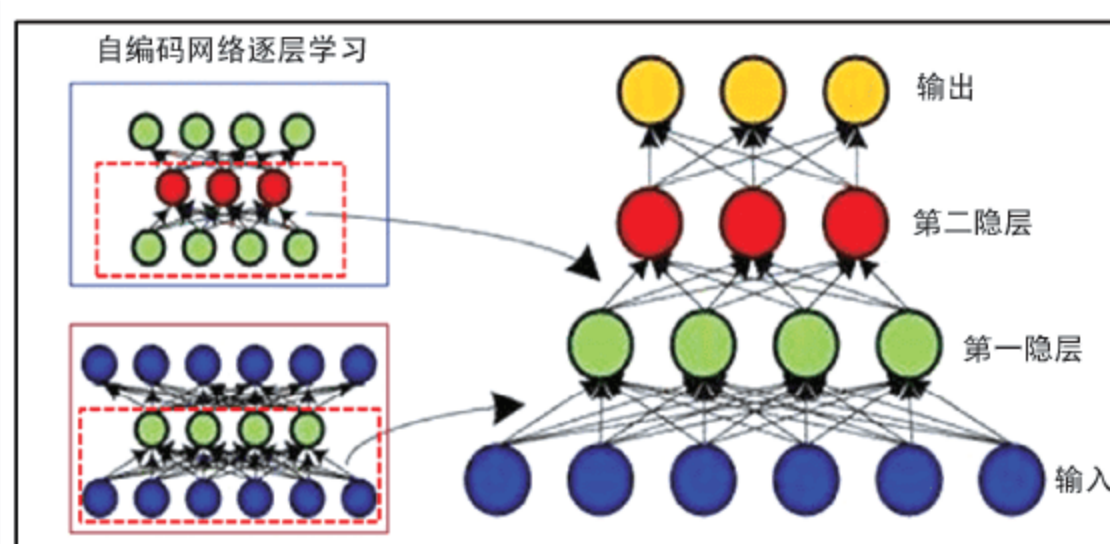 自编码网络逐层学习
输出
第二隐层
第一隐层
输入